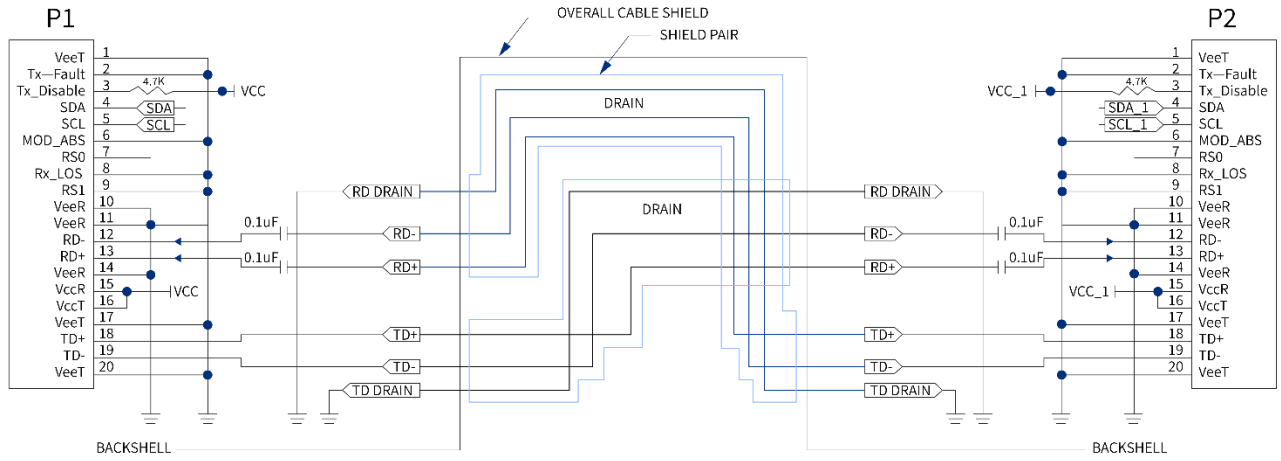 P1
OVERALL CABLE SHIELD
SHIELD PAIR
P2
VeeT 1
Tx—Fault 2
Tx_Disable 3 4.7K VCC
SDA 4 SDA
SCL 5 SCL
MOD_ABS 6
RS0 7
Rx_LOS 8
RS1 9
VeeR 10
VeeR 11
RD- 12
RD+ 13
VeeR 14
VccR 15 VCC
VccT 16
VeeT 17
TD+ 18
TD- 19
VeeT 20
0.1uF
0.1uF
RD DRAIN
RD-
RD+
TD+
TD-
TD DRAIN
DRAIN
DRAIN
RD DRAIN
RD-
RD+
TD+
TD-
TD DRAIN
0.1uF
0.1uF
1 VeeT
2 Tx—Fault
VCC_1 4.7K 3 Tx_Disable
SDA_1 4 SDA
SCL_1 5 SCL
6 MOD_ABS
7 RS0
8 Rx_LOS
9 RS1
10 VeeR
11 VeeR
12 RD-
13 RD+
14 VeeR
VCC_1 15 VccR
16 VccT
17 VeeT
18 TD+
19 TD-
20 VeeT
BACKSHELL
BACKSHELL